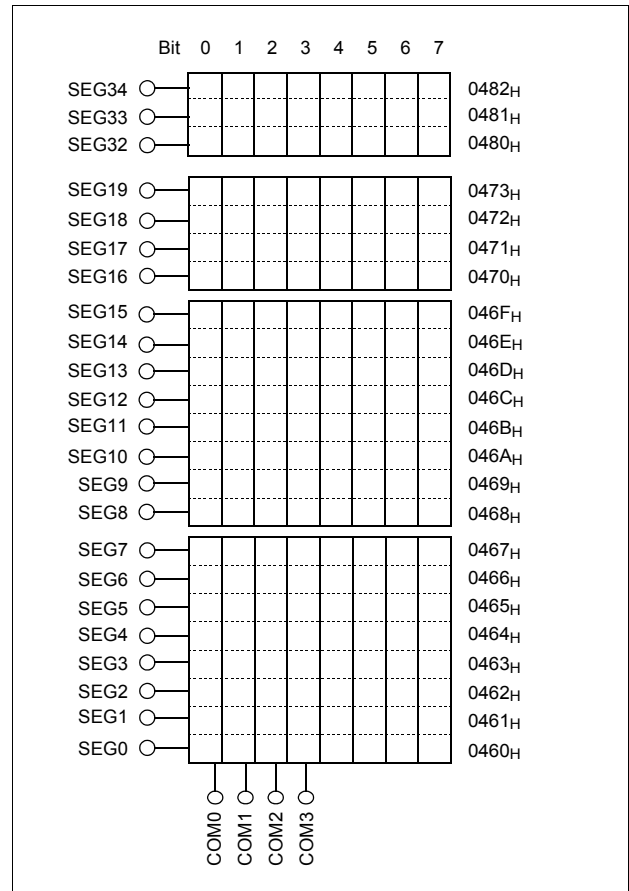 Bit 0 1 2 3 4 5 6 7
SEG34 0482H
SEG33 0481H
SEG32 0480H
SEG19 0473H
SEG18 0472H
SEG17 0471H
SEG16 0470H
SEG15 046FH
SEG14 046EH
SEG13 046DH
SEG12 046CH
SEG11 046BH
SEG10 046AH
SEG9 0469H
SEG8 0468H
SEG7 0467H
SEG6 0466H
SEG5 0465H
SEG4 0464H
SEG3 0463H
SEG2 0462H
SEG1 0461H
SEG0 0460H
COM0
COM1
COM2
COM3